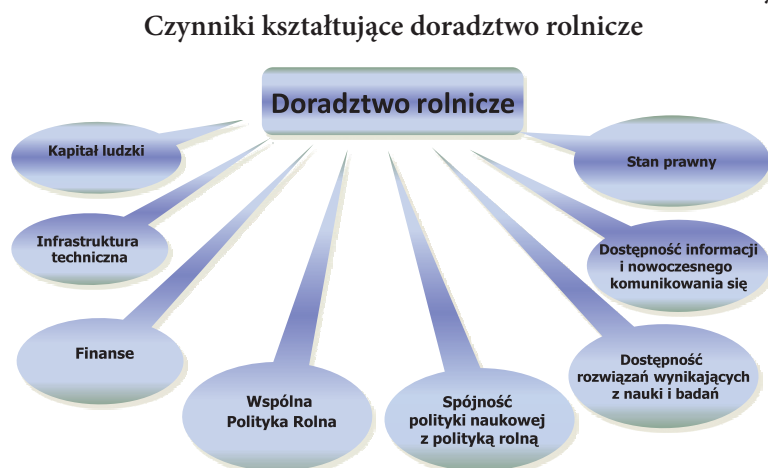 Czynniki kształtujące doradztwo rolnicze
Doradztwo rolnicze
Kapitał ludzki
Stan prawny
Infrastruktura
techniczna
Dostępność informacji
i nowoczesnego
komunikowania się
Finanse
Dostępność
rozwiązań wynikających
z nauki i badań
Wspólna
Polityka Rolna
Spójność
polityki naukowej
z polityką rolną